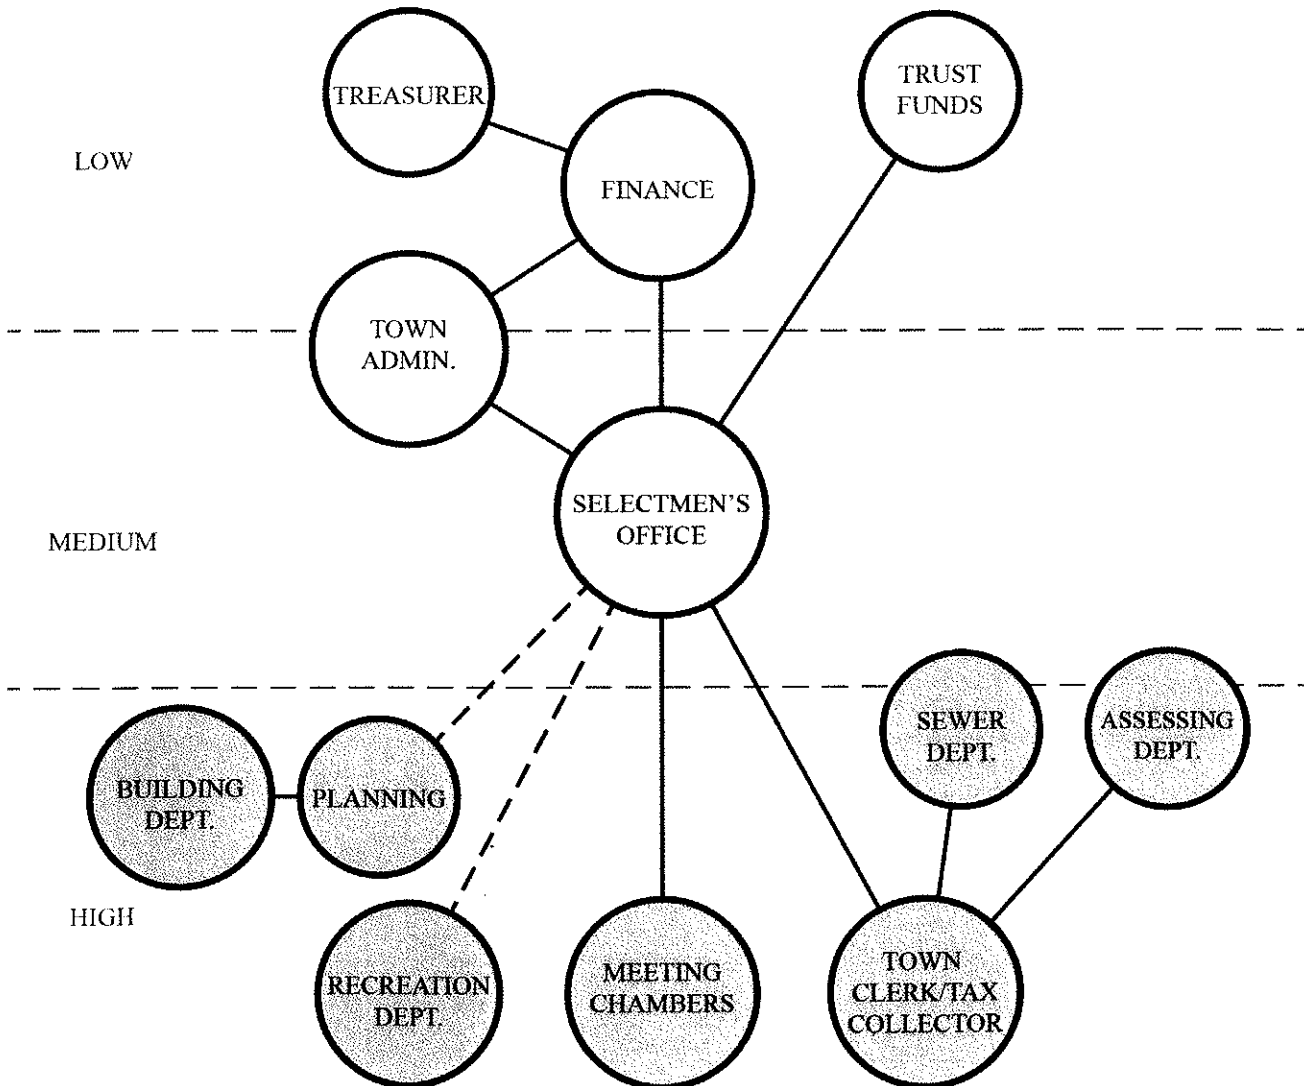 TREASURER
TRUST
FUNDS
LOW
FINANCE
TOWN
ADMIN.
SELECTMEN'S
OFFICE
MEDIUM
SEWER
DEPT.
ASSESSING
DEPT.
BUILDING
DEPT.
PLANNING
HIGH
RECREATION
DEPT.
MEETING
CHAMBERS
TOWN
CLERK/TAX
COLLECTOR